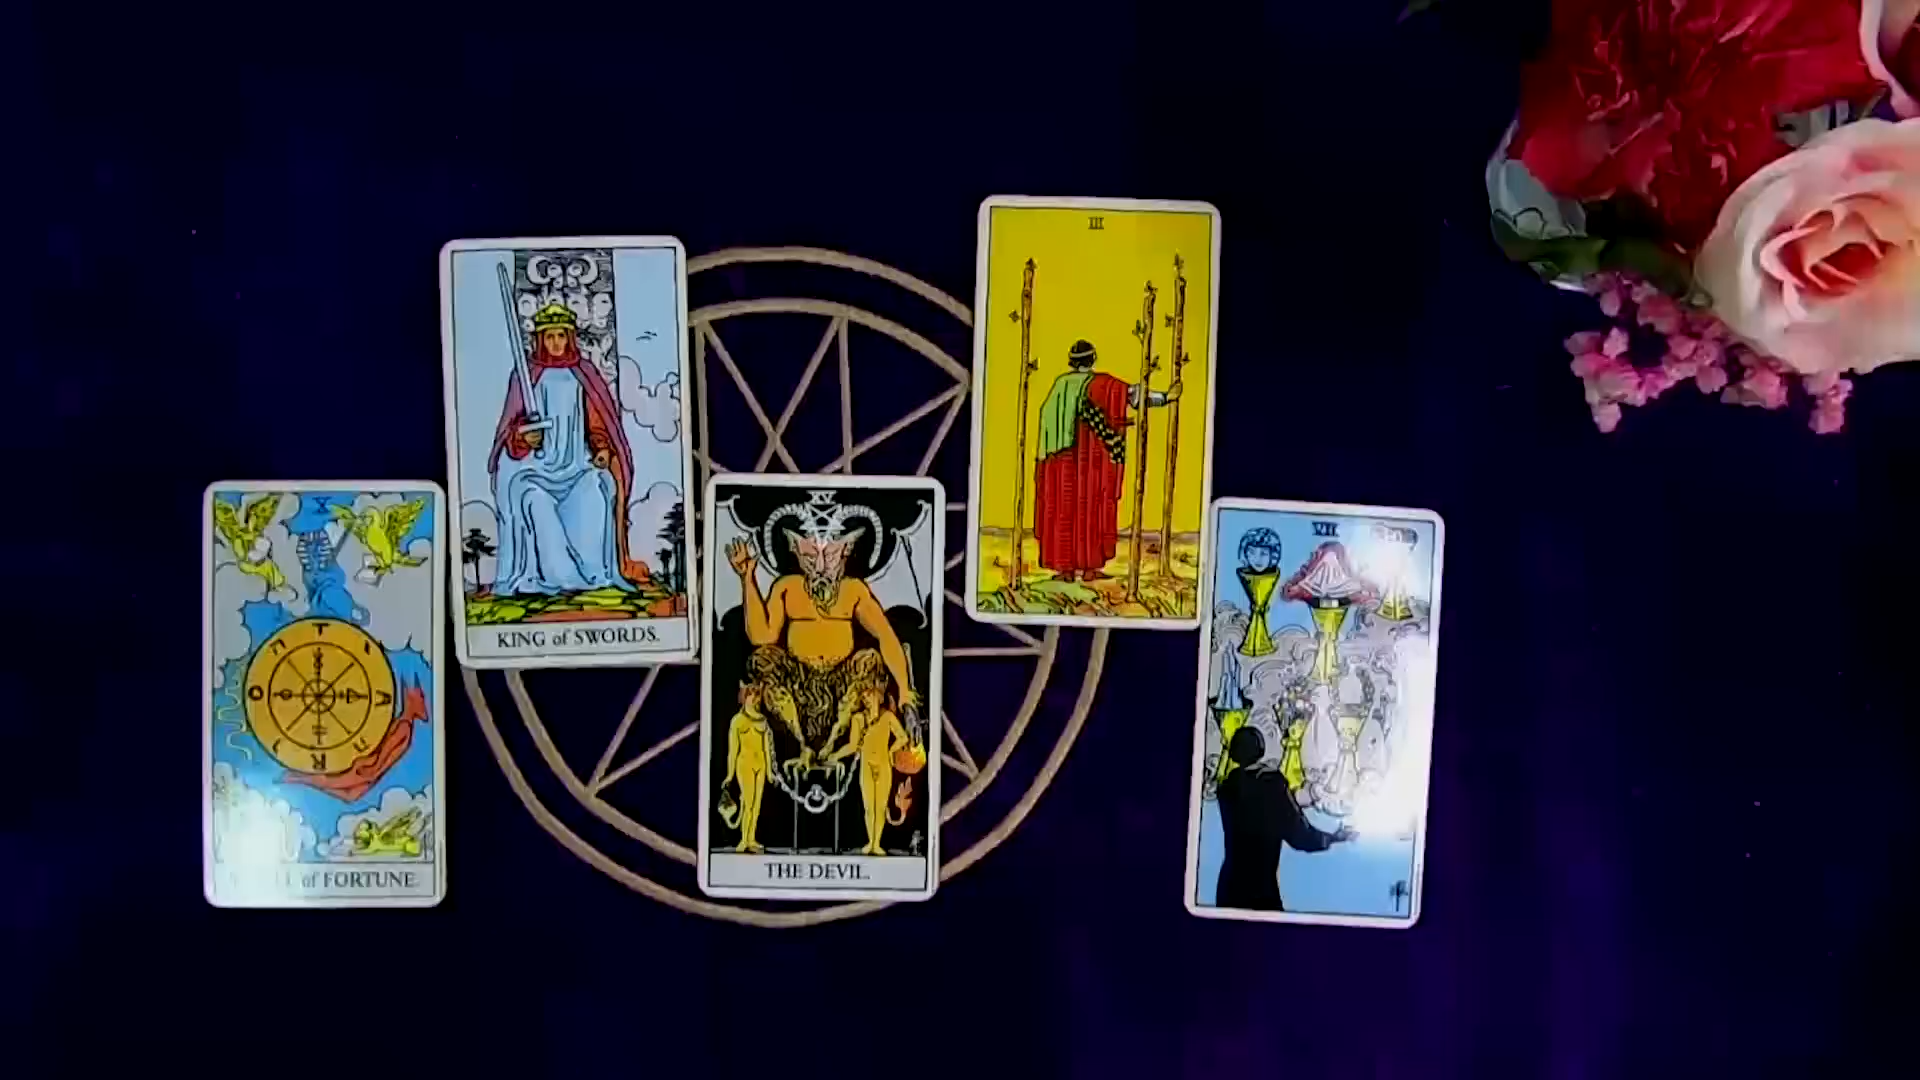 X
of FORTUNE.
KING of SWORDS.
XV
THE DEVIL.
III
VII